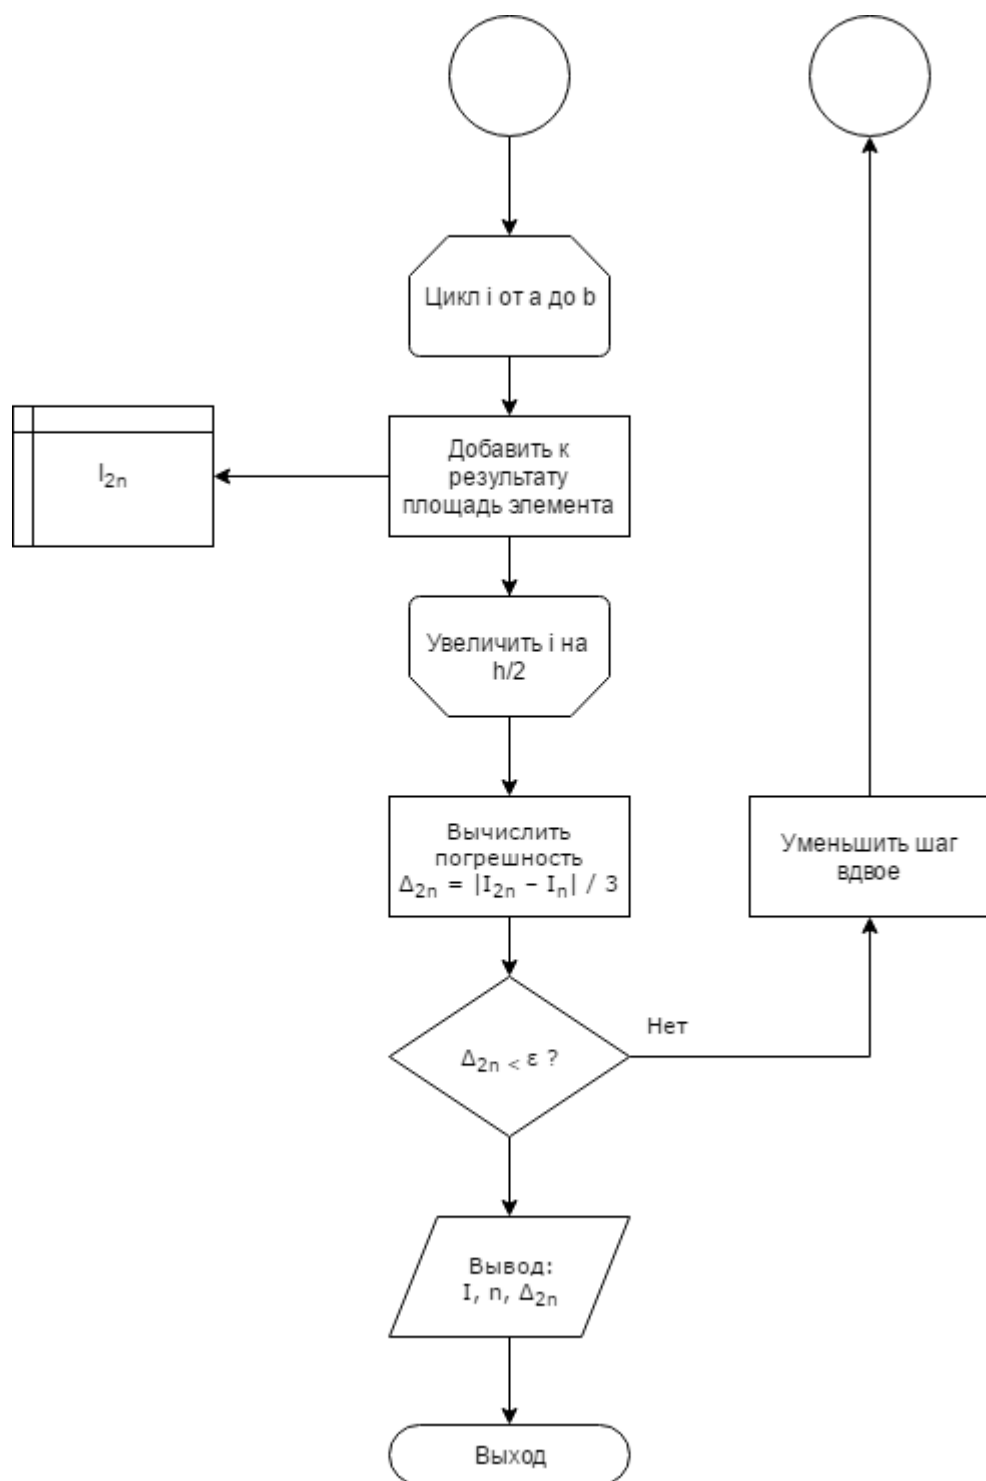 Цикл i от a до b
Добавить к
результату
площадь элемента
I₂ₙ
Увеличить i на
h/2
Вычислить
погрешность
Δ₂ₙ = |I₂ₙ – Iₙ| / 3
Уменьшить шаг
вдвое
Нет
Δ₂ₙ < ε ?
Вывод:
I, n, Δ₂ₙ
Выход